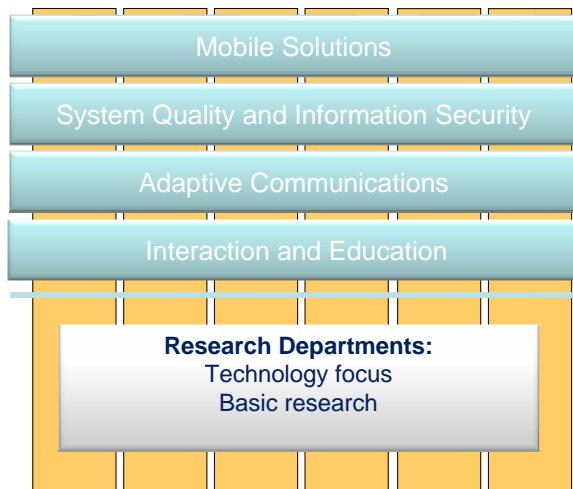 Mobile Solutions
System Quality and Information Security
Adaptive Communications
Interaction and Education
Research Departments:
Technology focus
Basic research